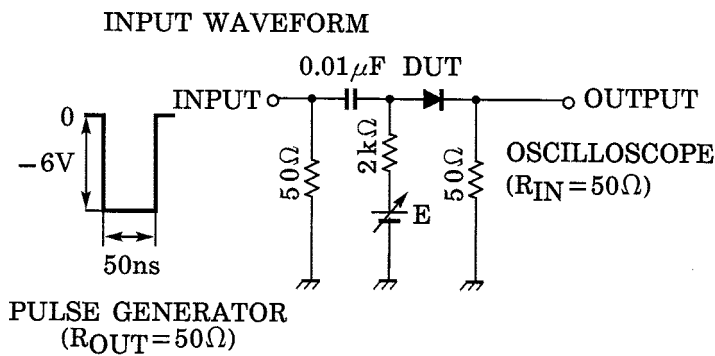 INPUT WAVEFORM
0.01μF DUT
0
INPUT
OUTPUT
−6V
50Ω
2kΩ
50Ω
OSCILLOSCOPE
(RIN=50Ω)
E
50ns
PULSE GENERATOR
(ROUT=50Ω)